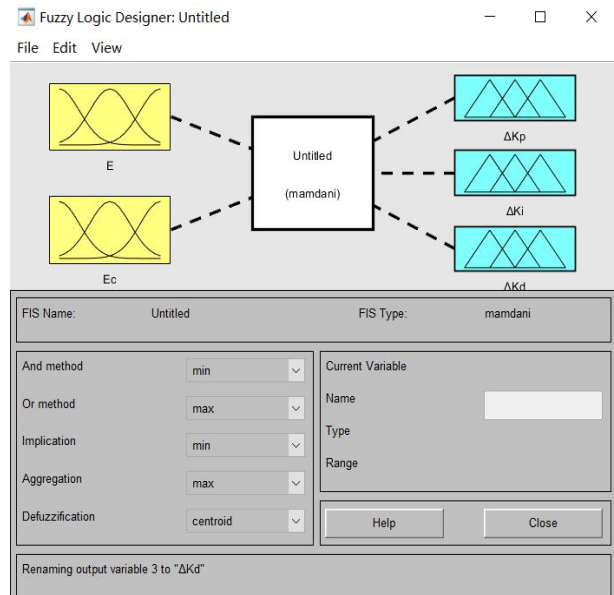 Fuzzy Logic Designer: Untitled
File Edit View
E
Ec
Untitled
(mamdani)
ΔKp
ΔKi
ΔKd
FIS Name: Untitled FIS Type: mamdani
And method min
Or method max
Implication min
Aggregation max
Defuzzification centroid
Current Variable
Name
Type
Range
Help Close
Renaming output variable 3 to "ΔKd"